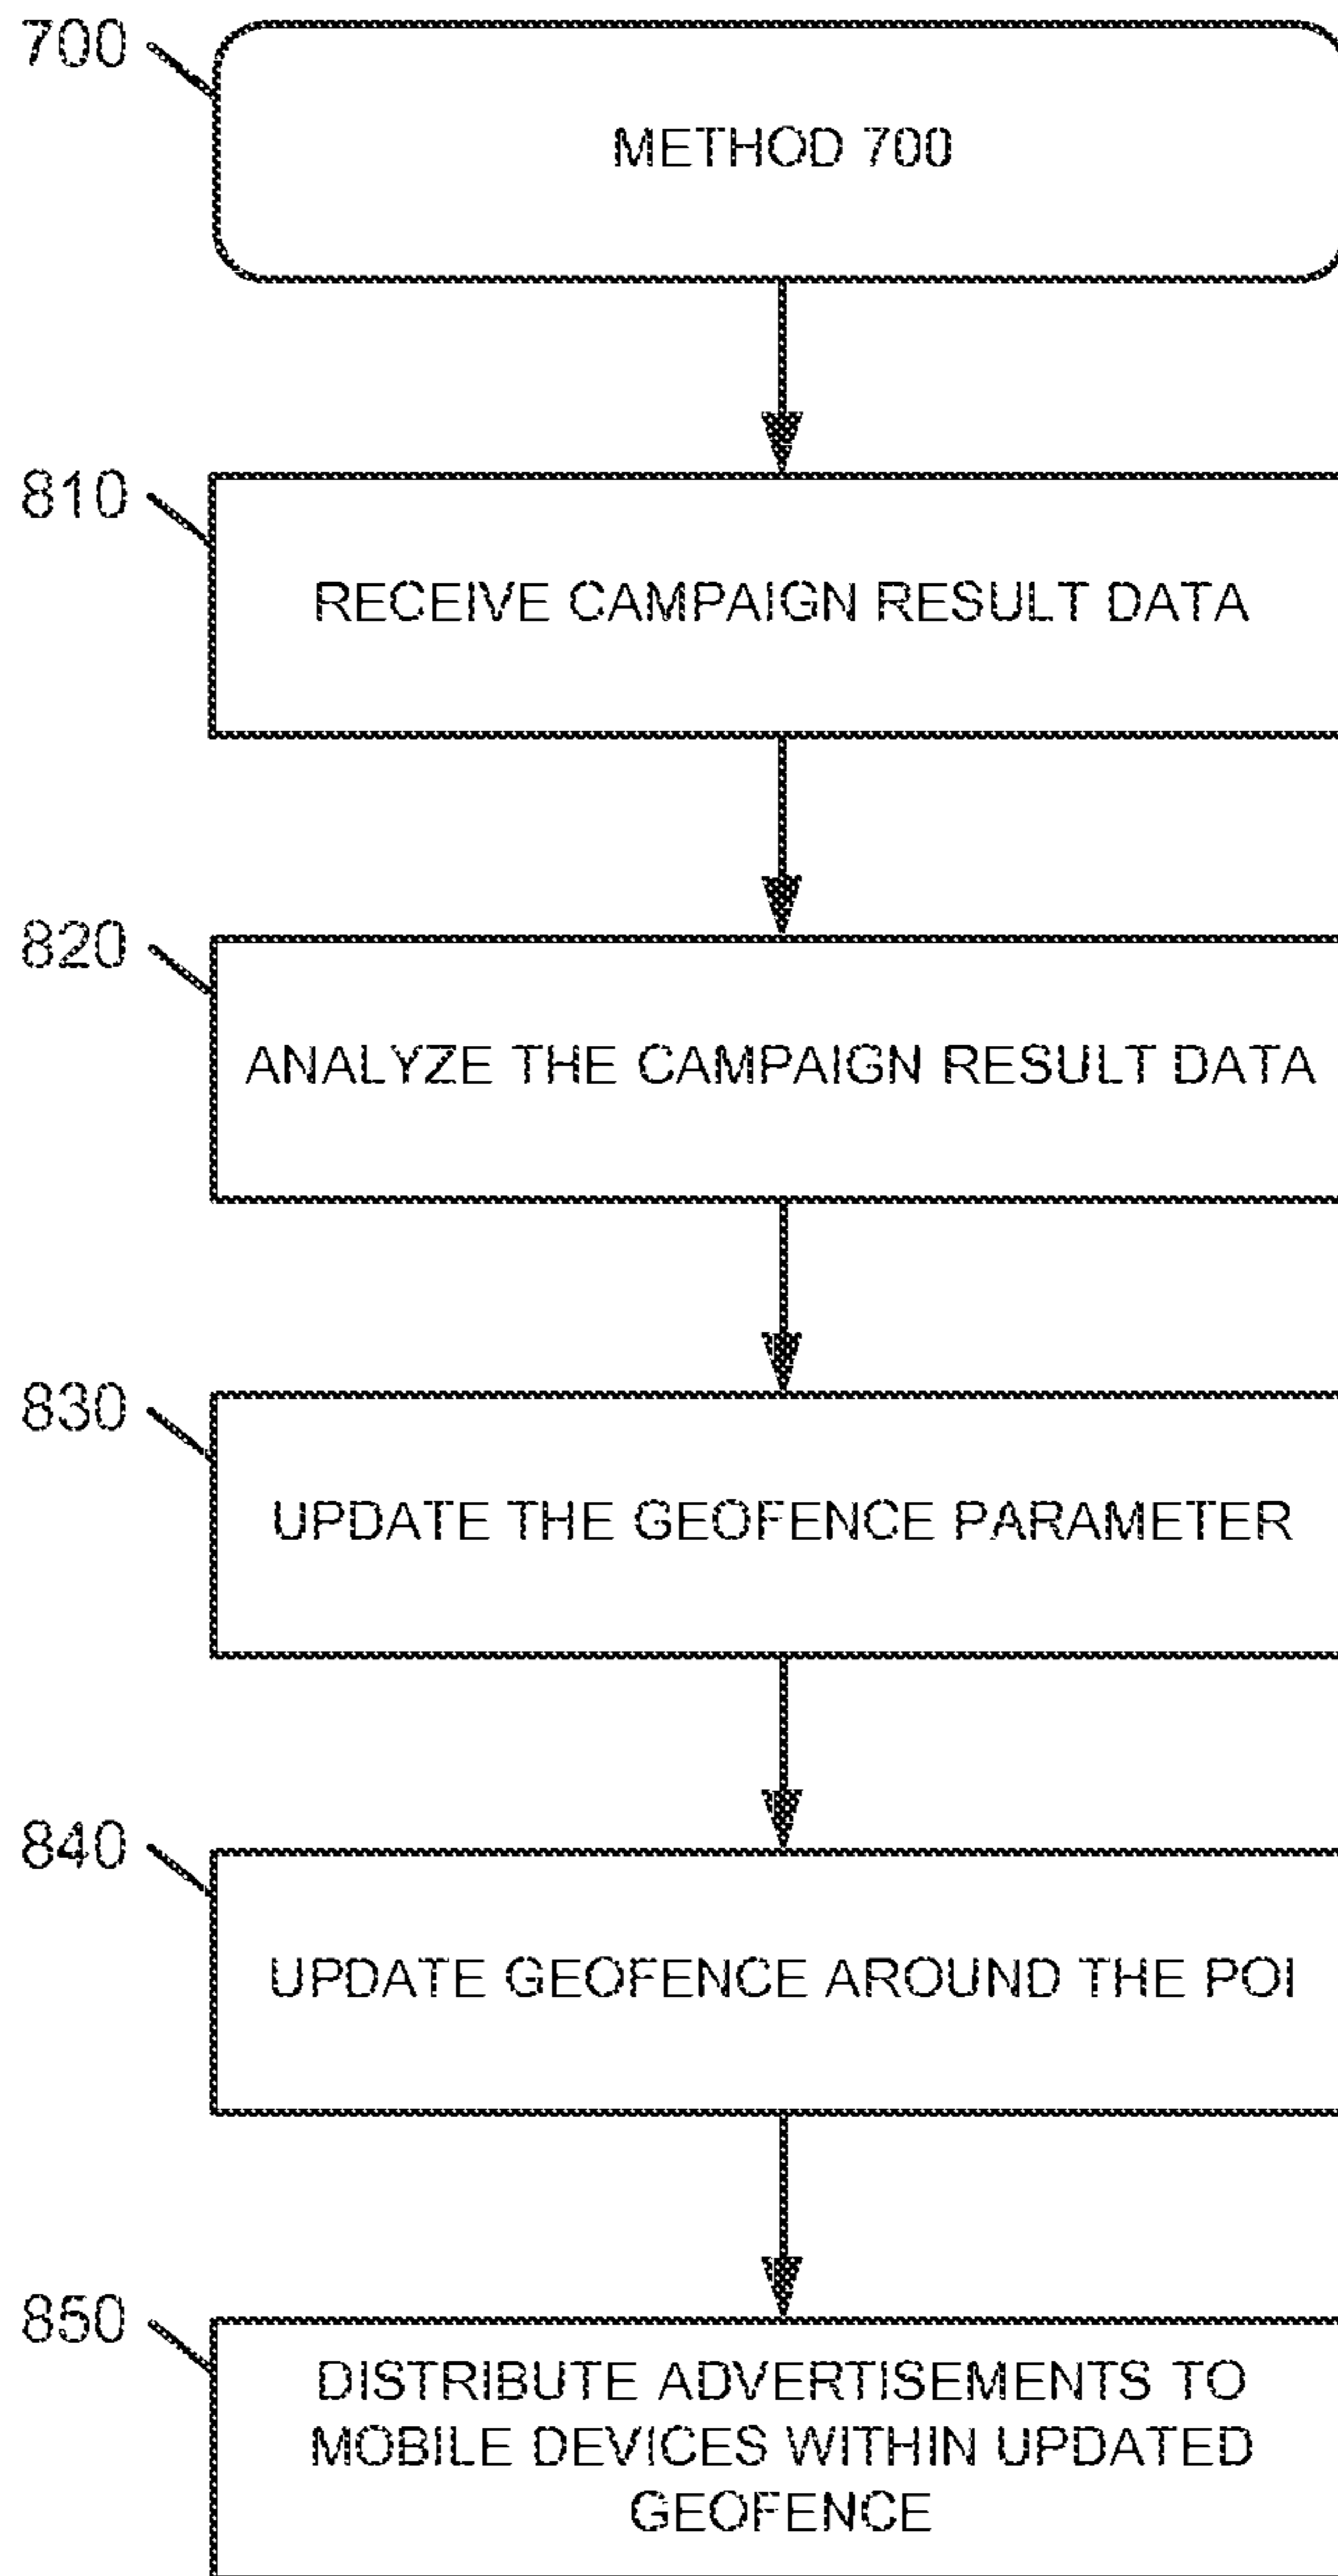 700
METHOD 700
810
RECEIVE CAMPAIGN RESULT DATA
820
ANALYZE THE CAMPAIGN RESULT DATA
830
UPDATE THE GEOFENCE PARAMETER
840
UPDATE GEOFENCE AROUND THE POI
850
DISTRIBUTE ADVERTISEMENTS TO
MOBILE DEVICES WITHIN UPDATED
GEOFENCE